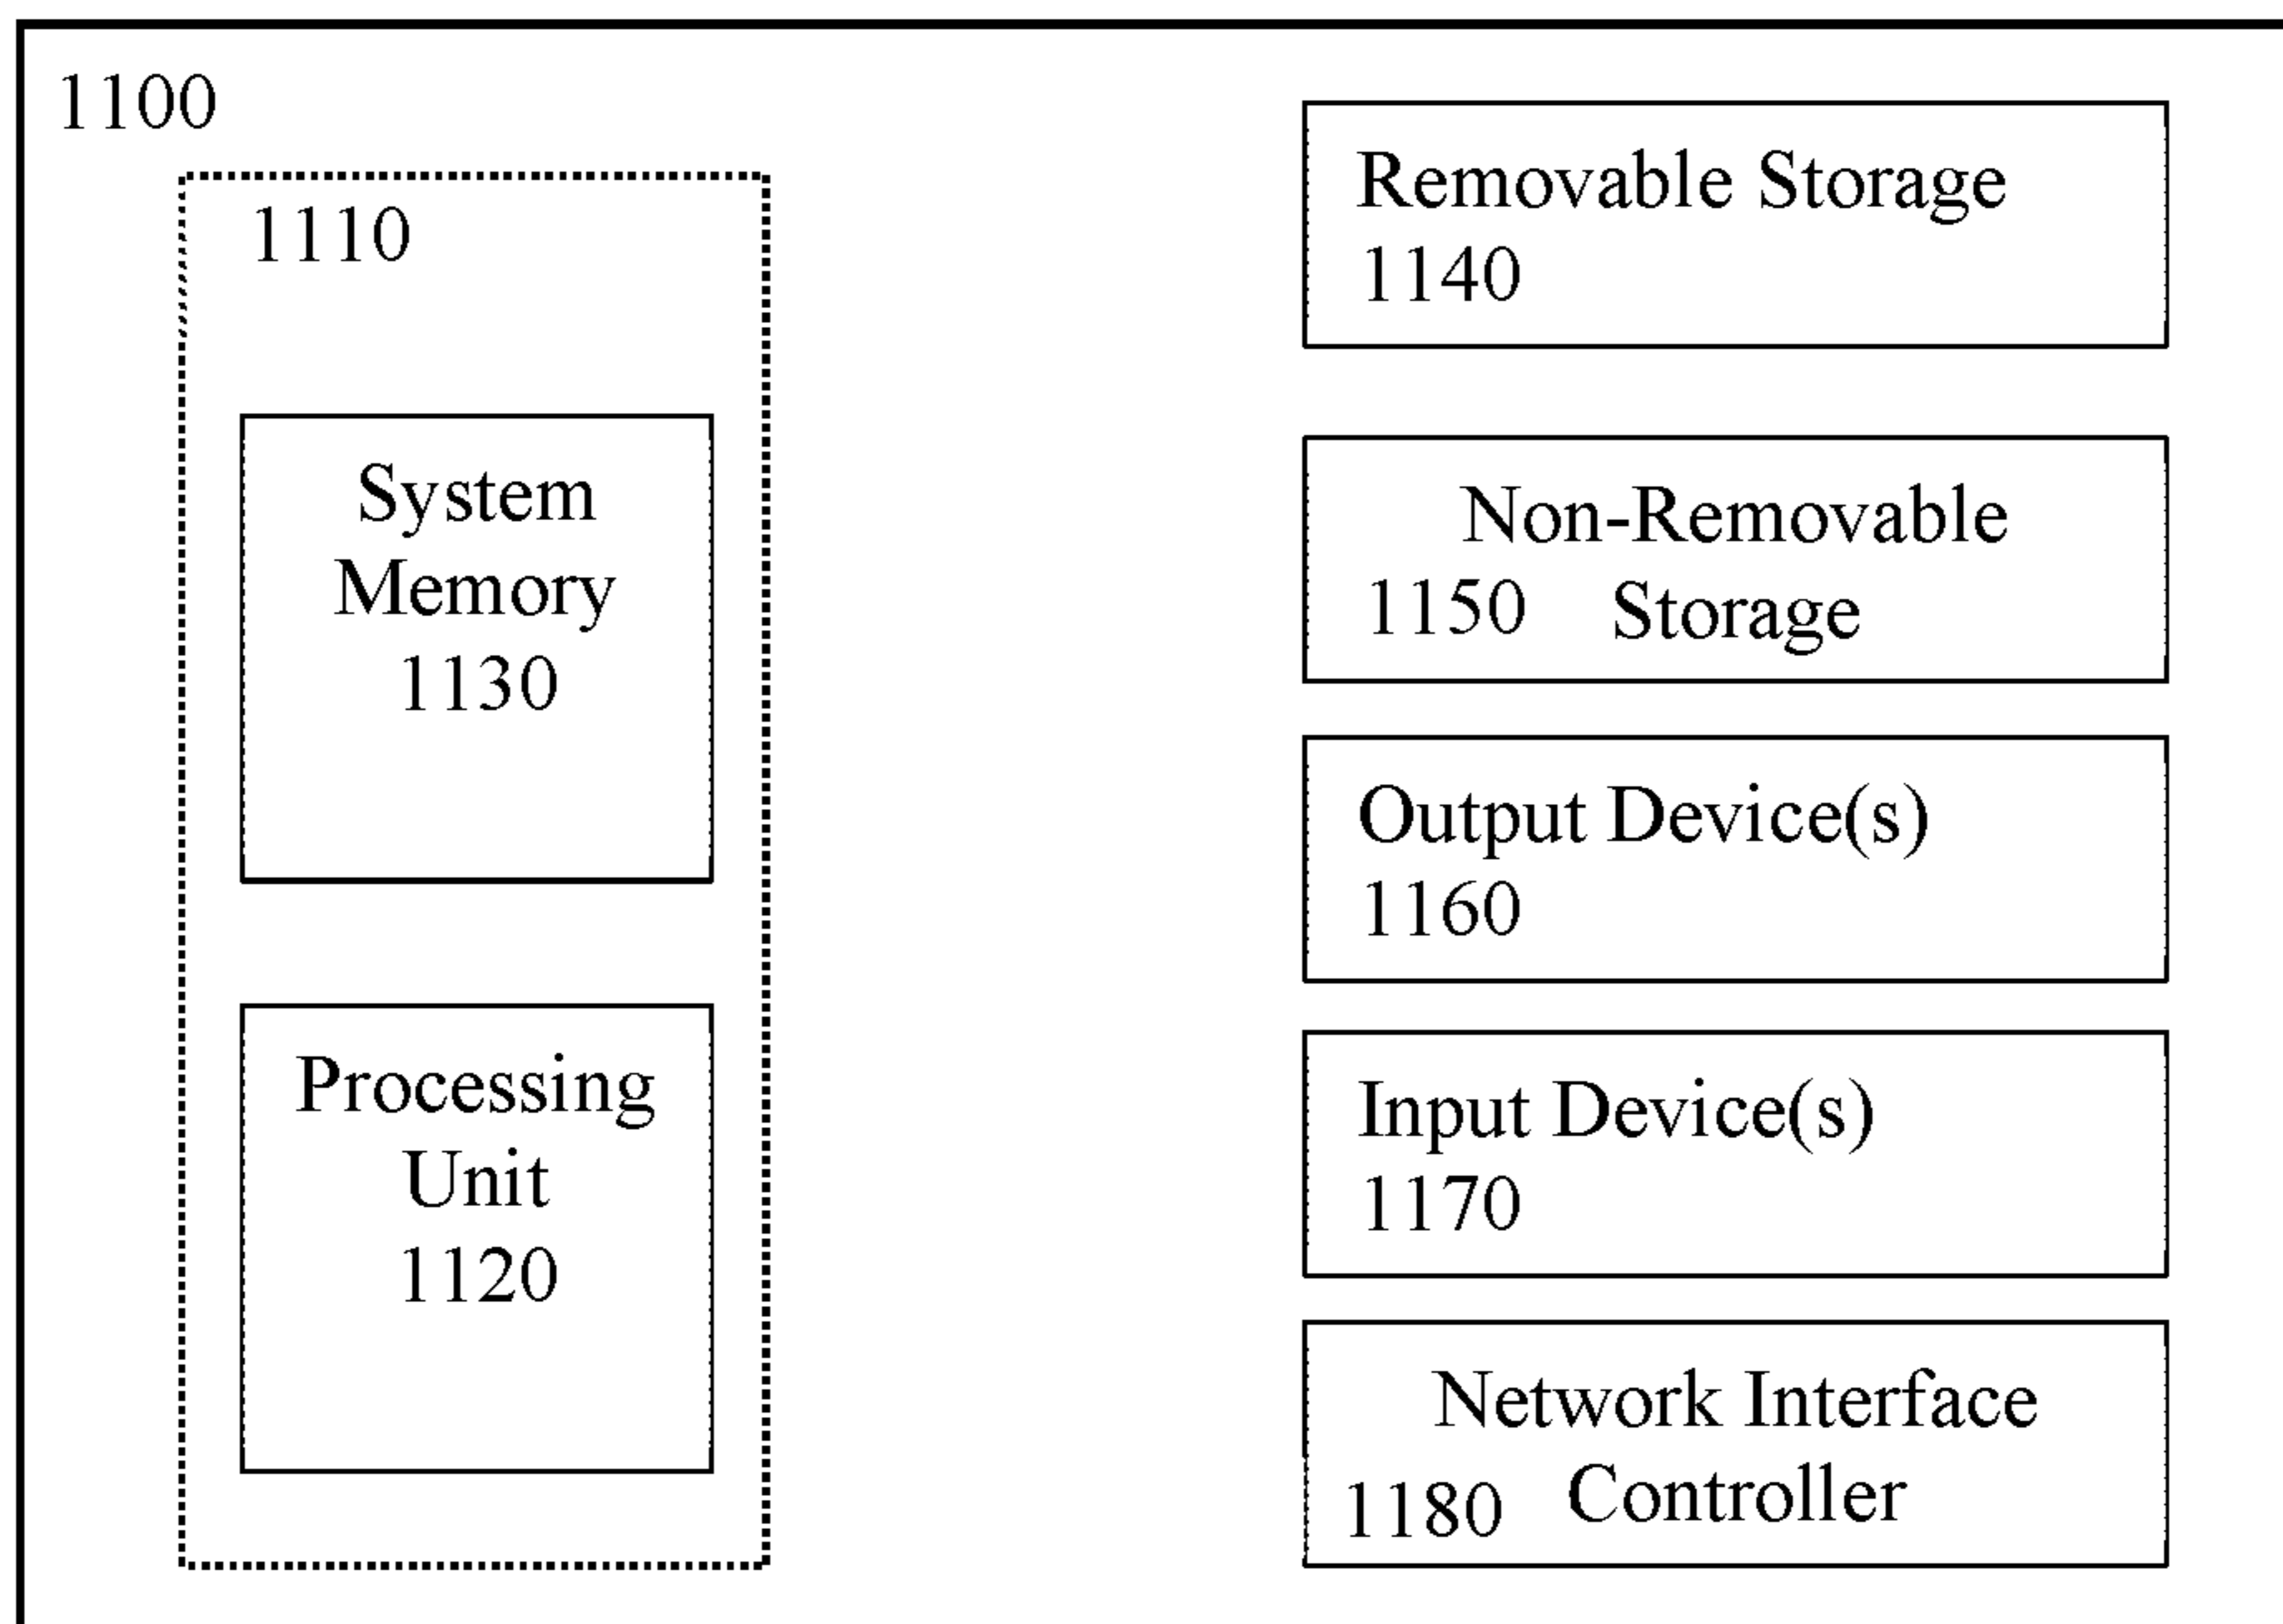 1100
1110
System
Memory
1130
Processing
Unit
1120
Removable Storage
1140
Non-Removable
1150 Storage
Output Device(s)
1160
Input Device(s)
1170
Network Interface
1180 Controller